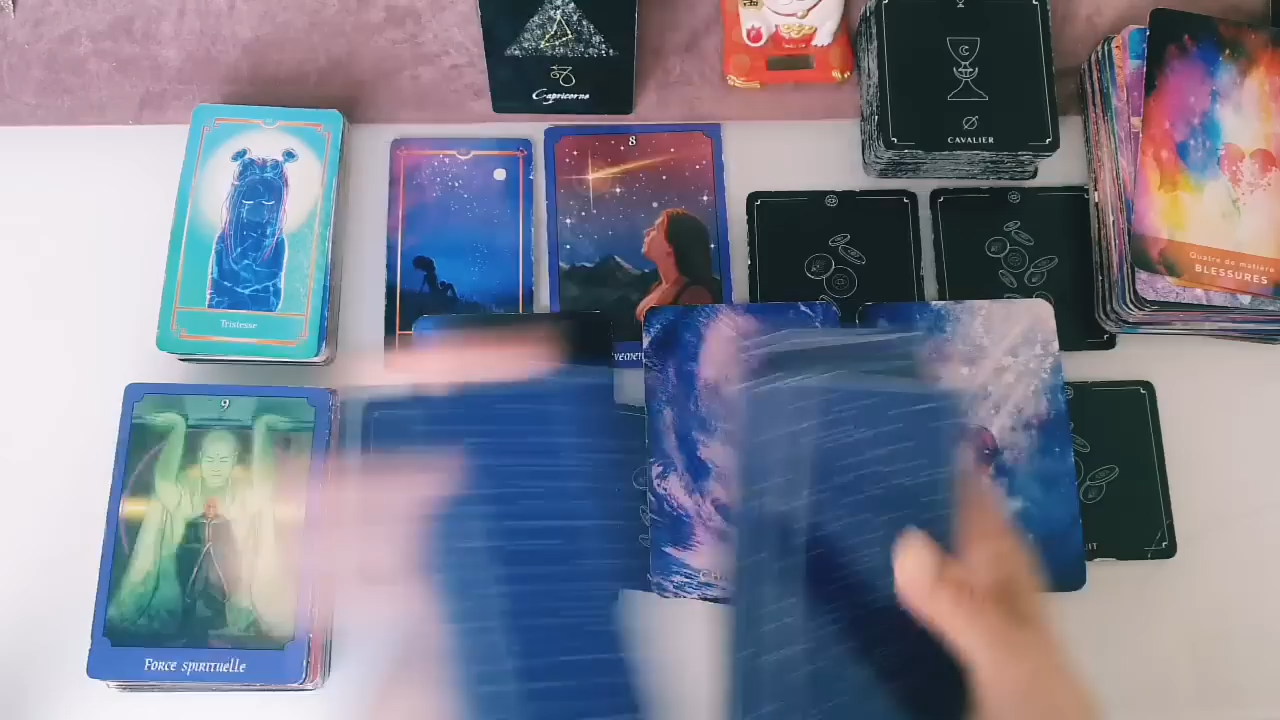 Capricorne
CAVALIER
Quatre de matière
BLESSURES
Tristesse
8
9
Force spirituelle